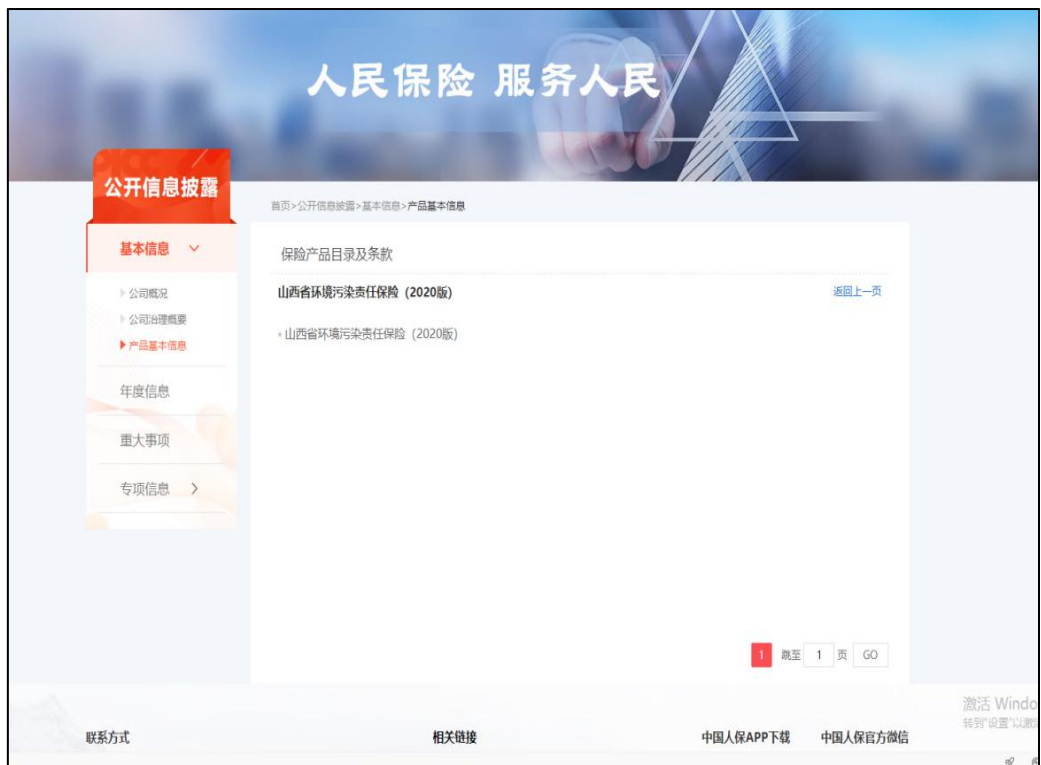 人民保险 服务人民
公开信息披露
首页>公开信息披露>基本信息>产品基本信息
基本信息
保险产品目录及条款
公司概况
山西省环境污染责任保险（2020版）
返回上一页
公司治理概要
产品基本信息
山西省环境污染责任保险（2020版）
年度信息
重大事项
专项信息
1 跳至 1 页 GO
激活 Windo
转到"设置"以激
联系方式
相关链接
中国人保APP下载
中国人保官方微信